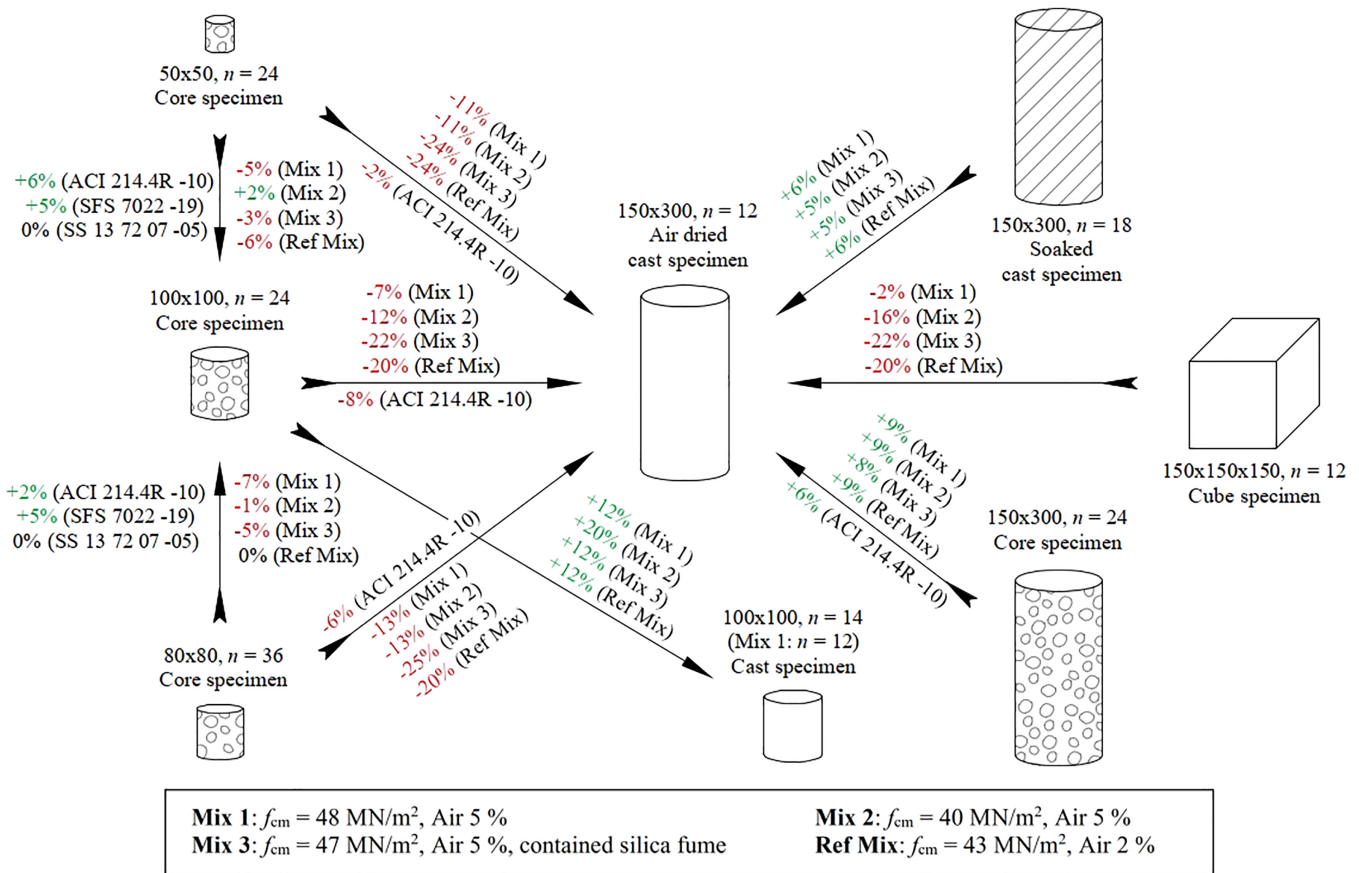 50x50, n = 24
Core specimen
+6% (ACI 214.4R -10)
+5% (SFS 7022 -19)
0% (SS 13 72 07 -05)
-5% (Mix 1)
+2% (Mix 2)
-3% (Mix 3)
-6% (Ref Mix)
-11% (Mix 1)
-11% (Mix 2)
-24% (Mix 3)
-24% (Ref Mix)
-2% (ACI 214.4R -10)
150x300, n = 12
Air dried
cast specimen
+6% (Mix 1)
+5% (Mix 2)
+5% (Mix 3)
+6% (Ref Mix)
150x300, n = 18
Soaked
cast specimen
100x100, n = 24
Core specimen
-7% (Mix 1)
-12% (Mix 2)
-22% (Mix 3)
-20% (Ref Mix)
-8% (ACI 214.4R -10)
-2% (Mix 1)
-16% (Mix 2)
-22% (Mix 3)
-20% (Ref Mix)
150x150x150, n = 12
Cube specimen
+2% (ACI 214.4R -10)
+5% (SFS 7022 -19)
0% (SS 13 72 07 -05)
-7% (Mix 1)
-1% (Mix 2)
-5% (Mix 3)
0% (Ref Mix)
-6% (ACI 214.4R -10)
-13% (Mix 1)
-13% (Mix 2)
-25% (Mix 3)
-20% (Ref Mix)
+12% (Mix 1)
+20% (Mix 2)
+12% (Mix 3)
+12% (Ref Mix)
+9% (Mix 1)
+9% (Mix 2)
+8% (Mix 3)
+9% (Ref Mix)
+6% (ACI 214.4R -10)
150x300, n = 24
Core specimen
80x80, n = 36
Core specimen
100x100, n = 14
(Mix 1: n = 12)
Cast specimen
Mix 1: fcm = 48 MN/m², Air 5 %
Mix 2: fcm = 40 MN/m², Air 5 %
Mix 3: fcm = 47 MN/m², Air 5 %, contained silica fume
Ref Mix: fcm = 43 MN/m², Air 2 %